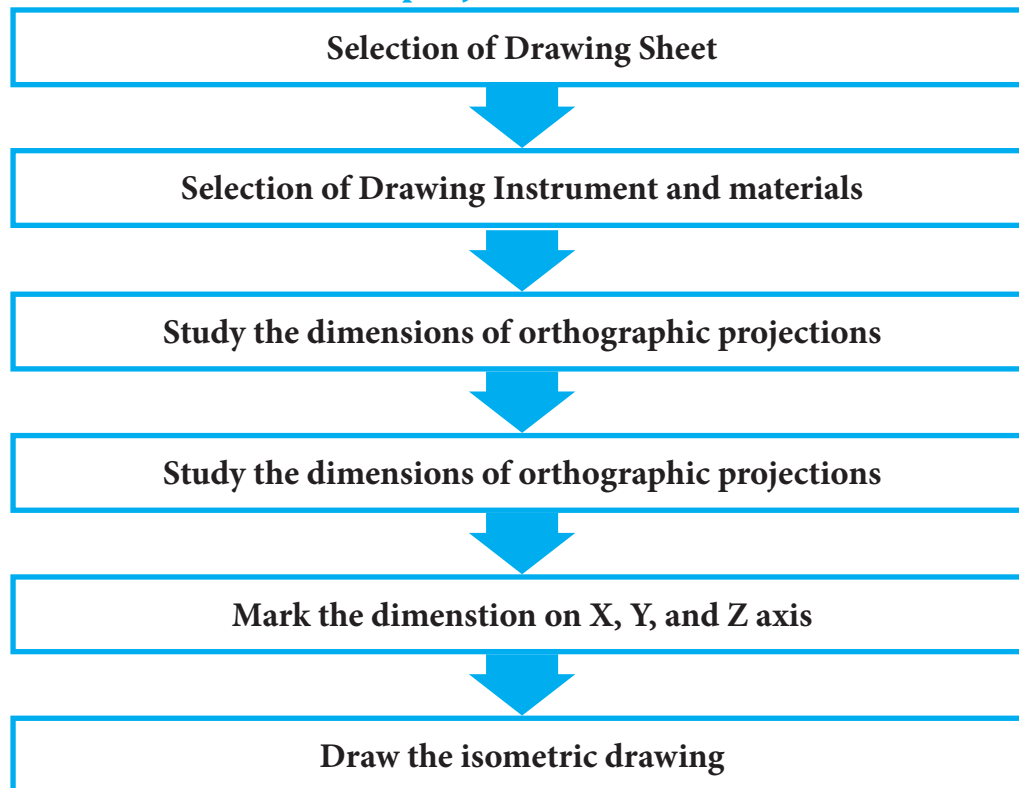 Selection of Drawing Sheet
Selection of Drawing Instrument and materials
Study the dimensions of orthographic projections
Study the dimensions of orthographic projections
Mark the dimenstion on X, Y, and Z axis
Draw the isometric drawing